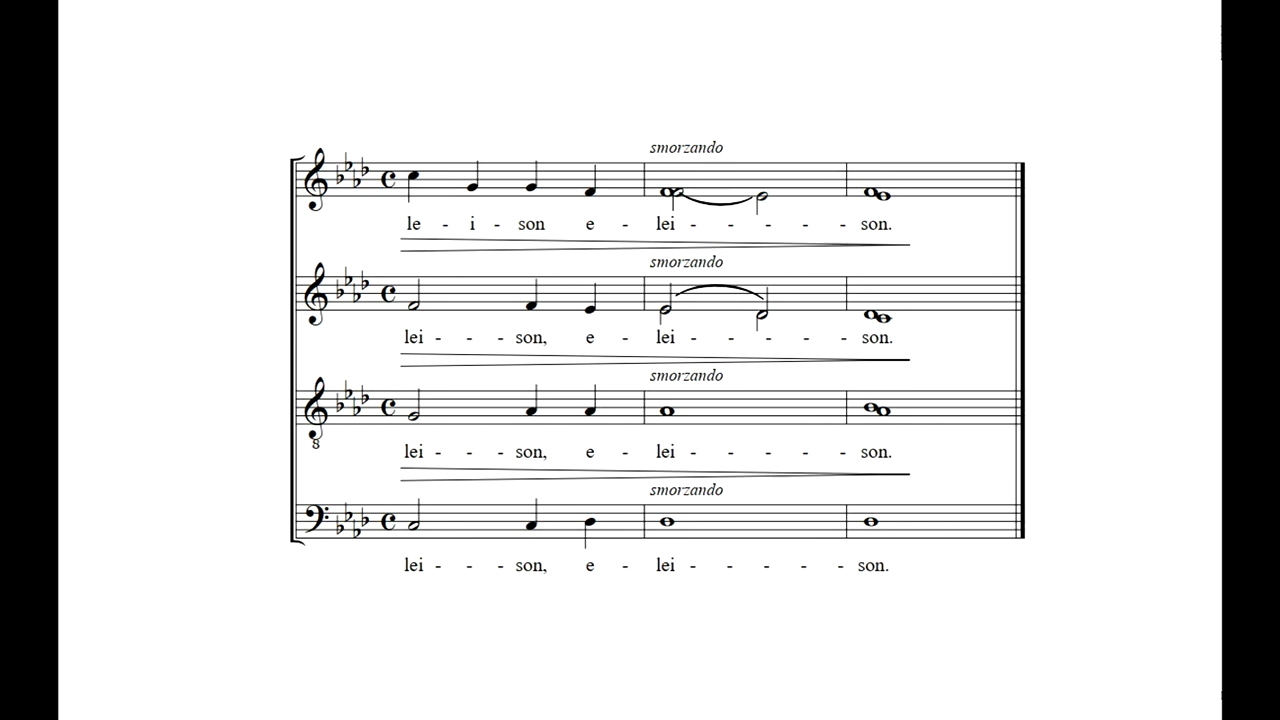 smorzando
le - i - son e - lei - - - - - son.
smorzando
lei - - - son, e - lei - - - - - son.
smorzando
8
lei - - - son, e - lei - - - - - son.
smorzando
lei - - - son, e - lei - - - - - son.